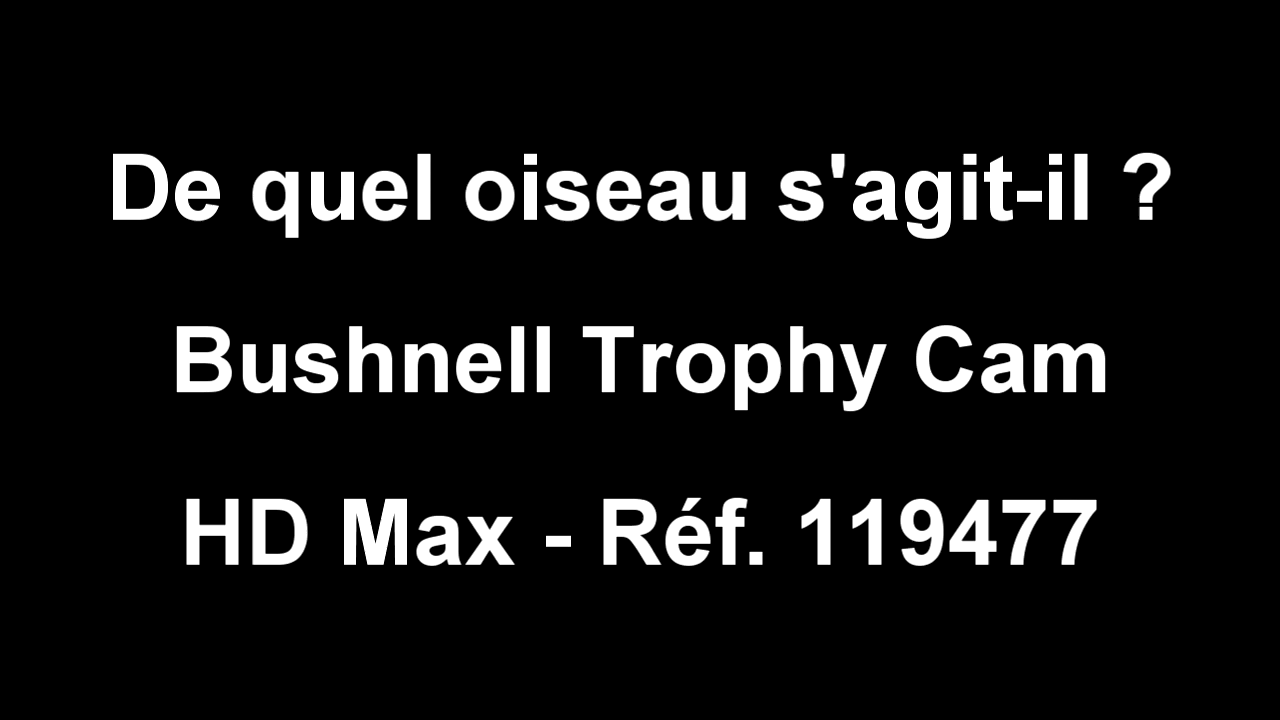 De quel oiseau s'agit-il ?
Bushnell Trophy Cam
HD Max - Réf. 119477